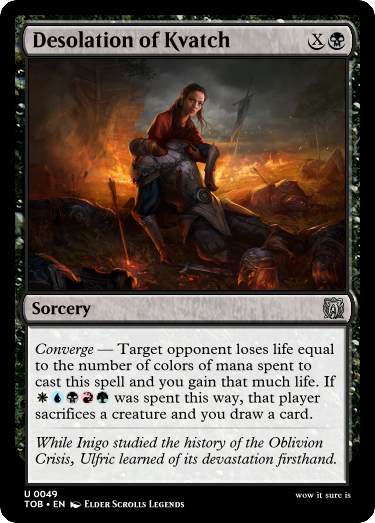 Desolation of Kvatch X
Sorcery
Converge — Target opponent loses life equal
to the number of colors of mana spent to
cast this spell and you gain that much life. If
was spent this way, that player
sacrifices a creature and you draw a card.
While Inigo studied the history of the Oblivion
Crisis, Ulfric learned of its devastation firsthand.
U 0049
TOB • EN Elder Scrolls Legends
wow it sure is